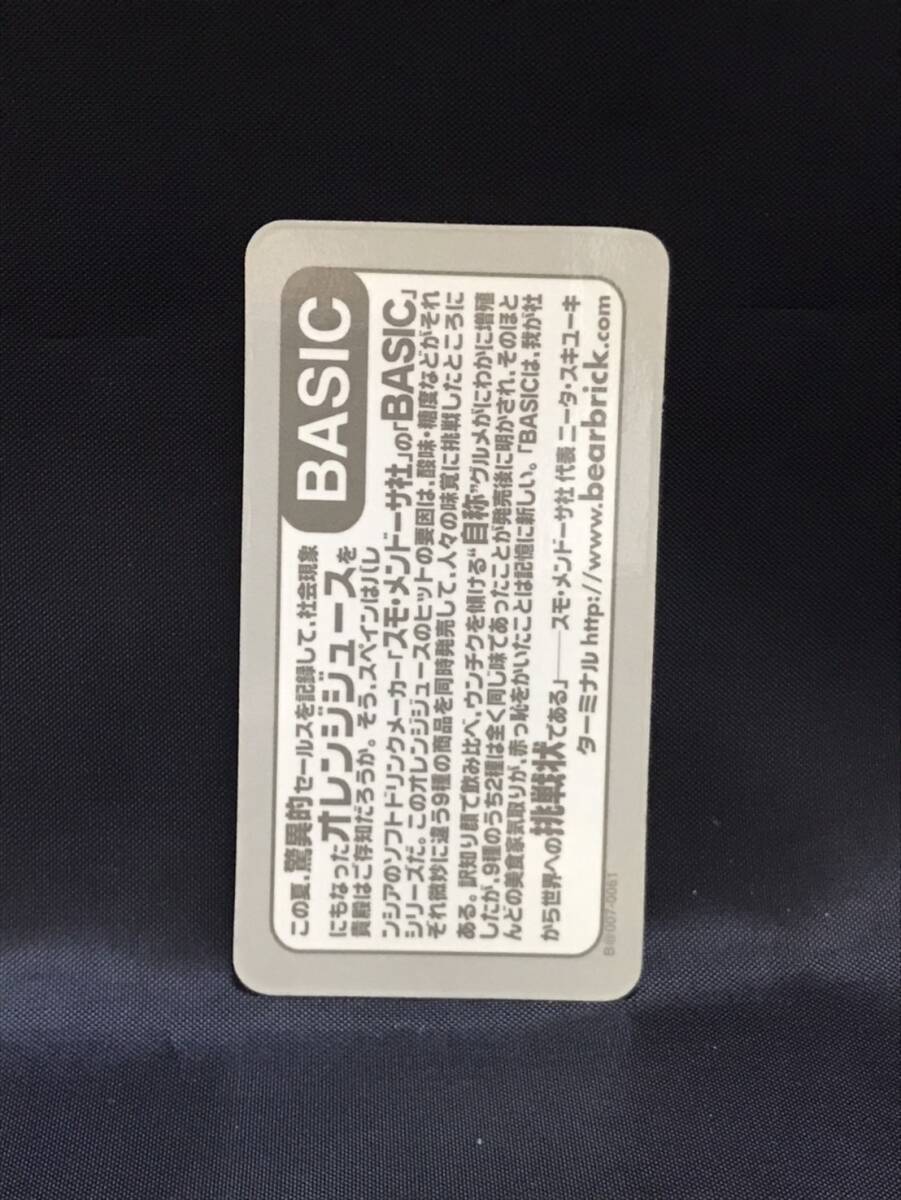 BASIC
この夏、驚異的セールスを記録して、社会現象
にもなったオレンジジュースを
貴殿はご存知だろうか。そう、スペインはバレ
ンシアのソフトドリンクメーカー「スモ・メンドーサ社」の「BASIC」
シリーズだ。このオレンジジュースのヒットの要因は、酸味・糖度などがそれ
ぞれ微妙に違う9種の商品を同時発売して、人々の味覚に挑戦したところに
ある。訳知り顔で飲み比べ、ウンチクを傾ける“自称”グルメがにわかに増殖
したが、9種のうち2種は全く同じ味であったことが発売後に明かされ、そのほと
んどの美食家気取りが、赤っ恥をかいたことは記憶に新しい。「BASICは、我が社
から世界への挑戦状である」——スモ・メンドーサ社 代表 ニータ・スキユーキ
ターミナル http://www.bearbrick.com
B@007-0061